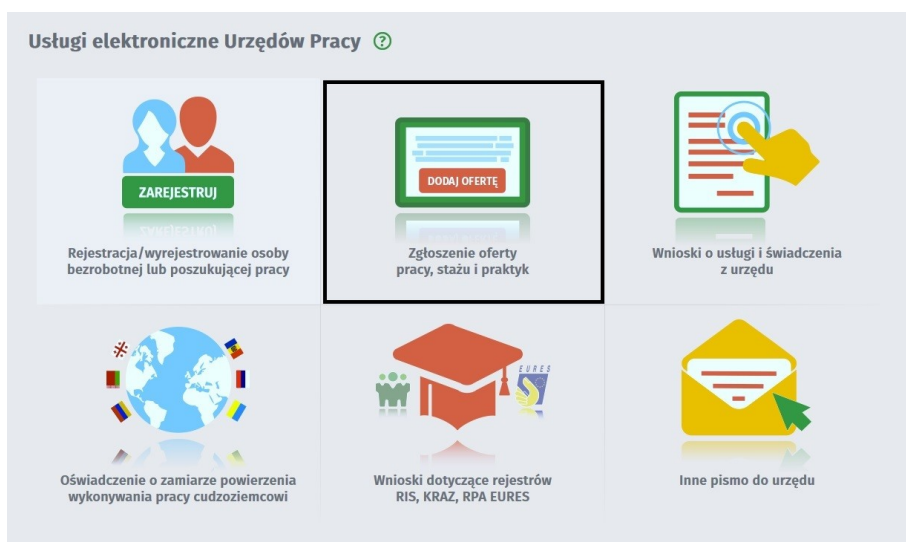 Usługi elektroniczne Urzędów Pracy ?
ZAREJESTRUJ
Rejestracja/wyrejestrowanie osoby
bezrobotnej lub poszukującej pracy
DODAJ OFERTĘ
Zgłoszenie oferty
pracy, stażu i praktyk
Wnioski o usługi i świadczenia
z urzędu
Oświadczenie o zamiarze powierzenia
wykonywania pracy cudzoziemcowi
EURES
Wnioski dotyczące rejestrów
RIS, KRAZ, RPA EURES
Inne pismo do urzędu